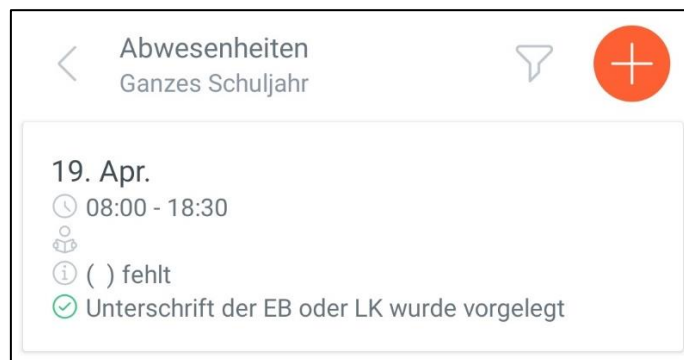 Abwesenheiten
Ganzes Schuljahr
19. Apr.
08:00 - 18:30
( ) fehlt
Unterschrift der EB oder LK wurde vorgelegt